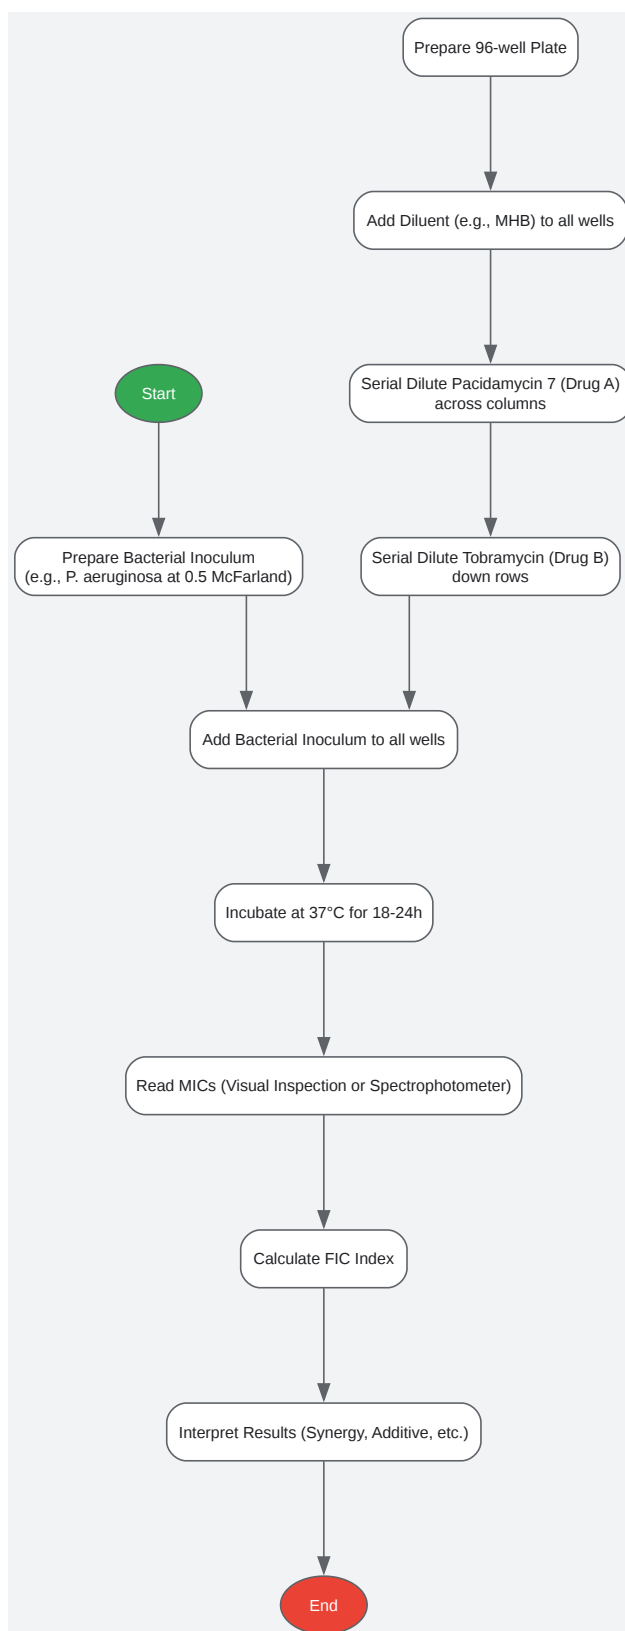 Prepare 96-well Plate
Add Diluent (e.g., MHB) to all wells
Serial Dilute Pacidamycin 7 (Drug A)
across columns
Start
Prepare Bacterial Inoculum
(e.g., P. aeruginosa at 0.5 McFarland)
Serial Dilute Tobramycin (Drug B)
down rows
Add Bacterial Inoculum to all wells
Incubate at 37°C for 18-24h
Read MICs (Visual Inspection or Spectrophotometer)
Calculate FIC Index
Interpret Results (Synergy, Additive, etc.)
End